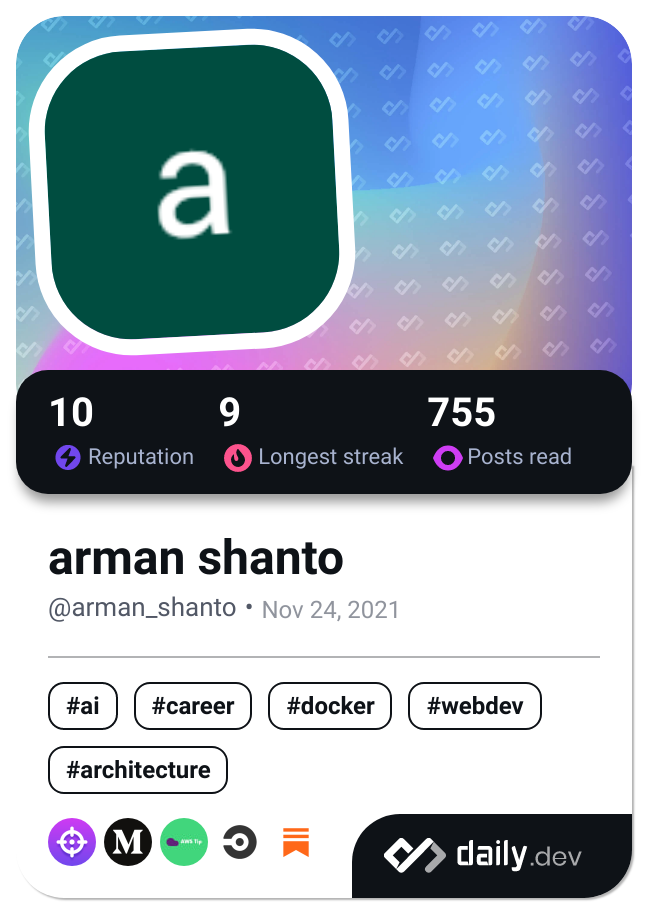 a
10 9 755
Reputation Longest streak Posts read
arman shanto
@arman_shanto • Nov 24, 2021
#ai #career #docker #webdev
#architecture
M AWS Tip
daily.dev